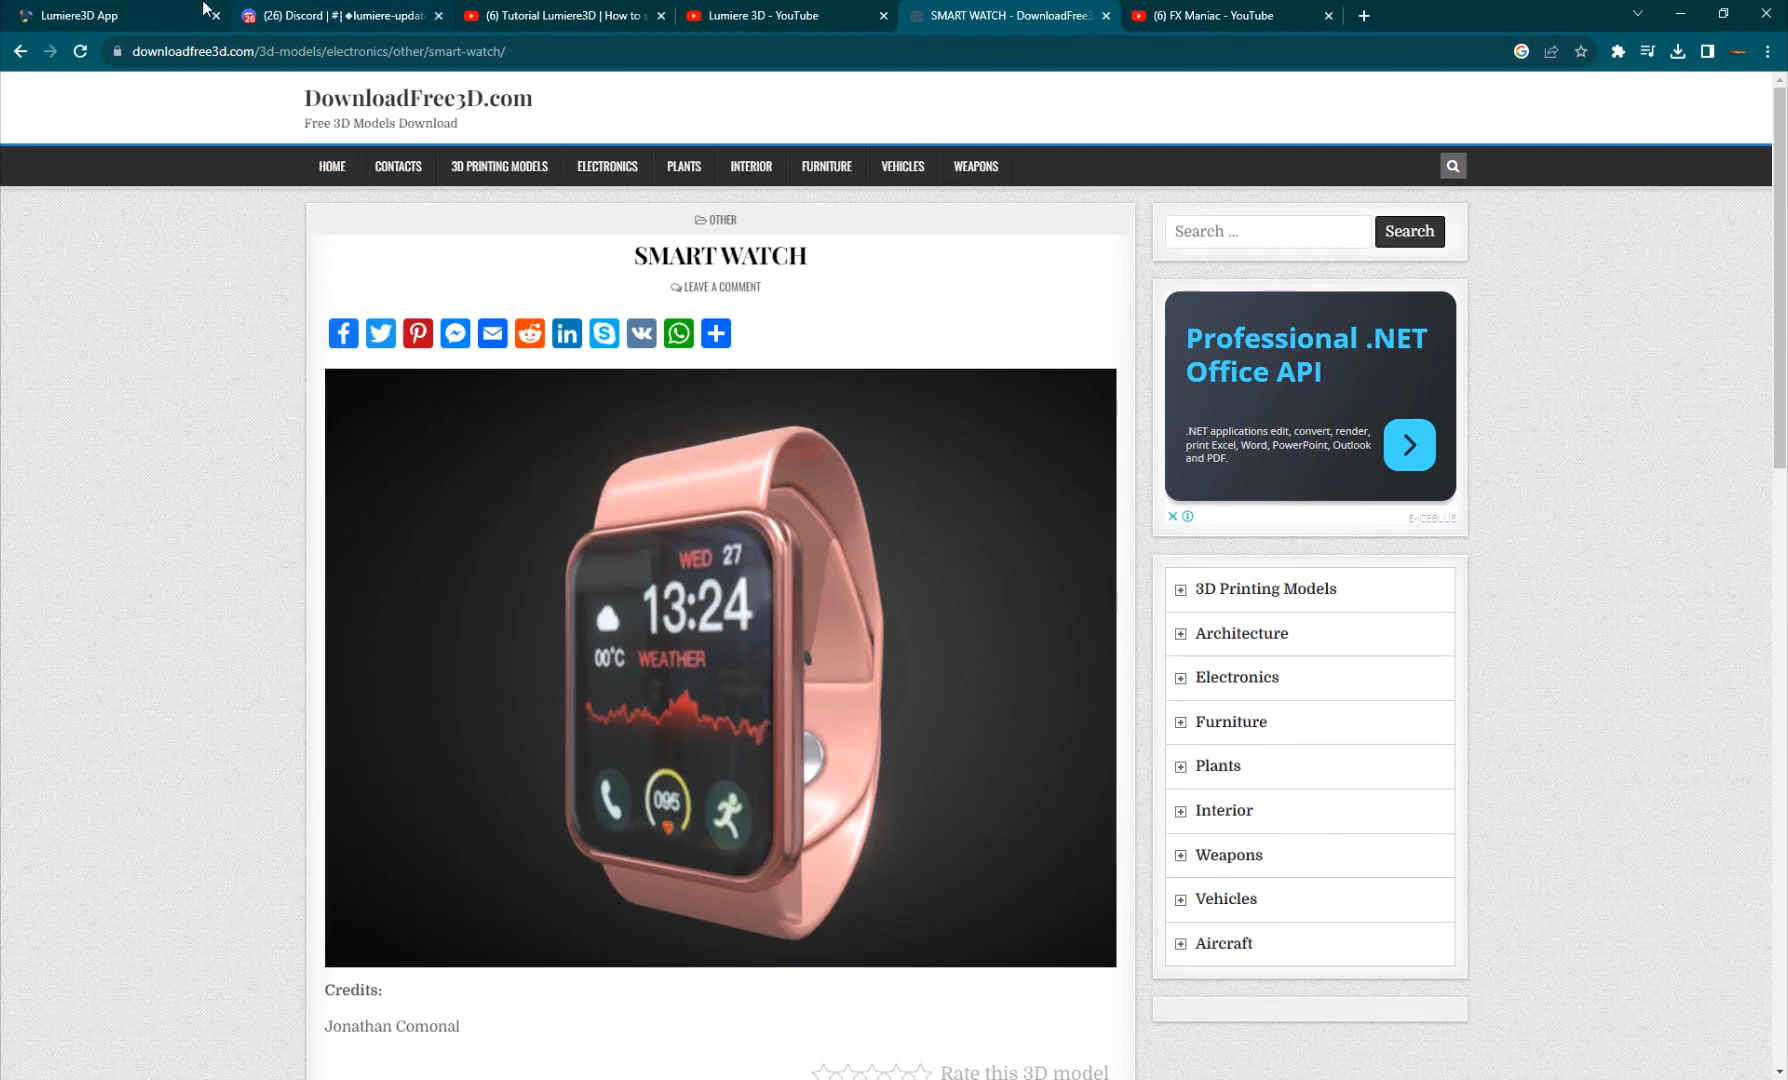 Lumiere3D App
(26) Discord | #¦◆lumiere-update
(6) Tutorial Lumiere3D | How to s
Lumiere 3D - YouTube
SMART WATCH - DownloadFree3
(6) FX Maniac - YouTube
downloadfree3d.com/3d-models/electronics/other/smart-watch/
DownloadFree3D.com
Free 3D Models Download
HOME CONTACTS 3D PRINTING MODELS ELECTRONICS PLANTS INTERIOR FURNITURE VEHICLES WEAPONS
OTHER
SMART WATCH
LEAVE A COMMENT
WED 27
13:24
00°C WEATHER
095
Credits:
Jonathan Comonal
Rate this 3D model
Search ...
Search
Professional .NET
Office API
.NET applications edit, convert, render,
print Excel, Word, PowerPoint, Outlook
and PDF.
E-ICEBLUE
3D Printing Models
Architecture
Electronics
Furniture
Plants
Interior
Weapons
Vehicles
Aircraft